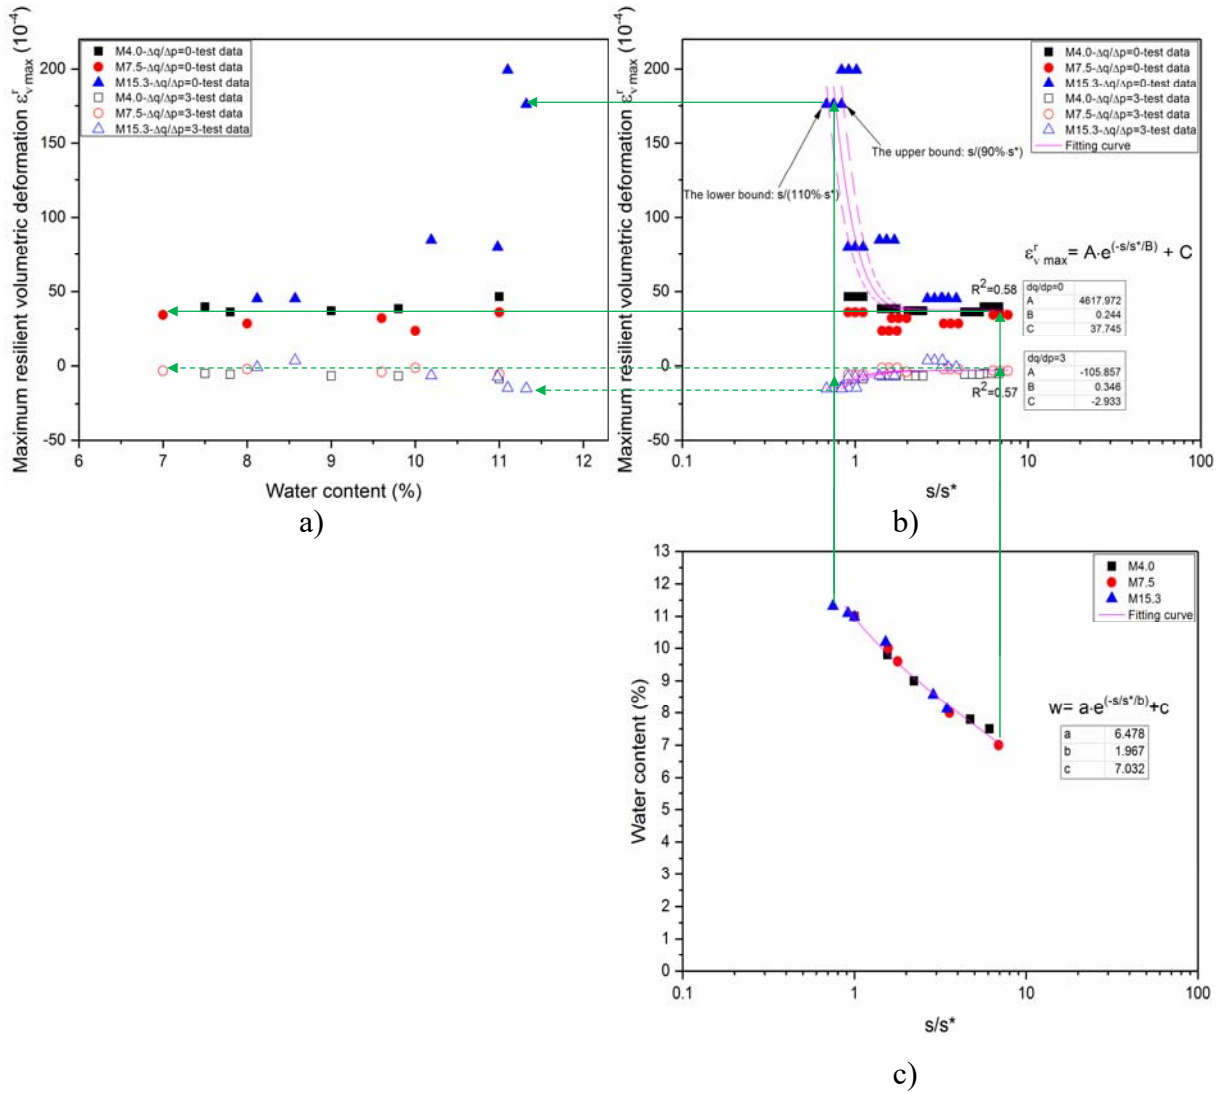 Maximum resilient volumetric deformation ε^r_v max (10^-4)
200
150
100
50
0
-50
6
7
8
9
10
11
12
Water content (%)
M4.0-Δq/Δp=0-test data
M7.5-Δq/Δp=0-test data
M15.3-Δq/Δp=0-test data
M4.0-Δq/Δp=3-test data
M7.5-Δq/Δp=3-test data
M15.3-Δq/Δp=3-test data
a)
Maximum resilient volumetric deformation ε^r_v max (10^-4)
200
150
100
50
0
-50
0.1
1
10
100
s/s*
M4.0-Δq/Δp=0-test data
M7.5-Δq/Δp=0-test data
M15.3-Δq/Δp=0-test data
M4.0-Δq/Δp=3-test data
M7.5-Δq/Δp=3-test data
M15.3-Δq/Δp=3-test data
Fitting curve
The upper bound: s/(90%·s*)
The lower bound: s/(110%·s*)
ε^r_v max= A·e^(-s/s*/B) + C
R^2=0.58
dq/dp=0
A 4617.972
B 0.244
C 37.745
R^2=0.57
dq/dp=3
A -105.857
B 0.346
C -2.933
b)
Water content (%)
13
12
11
10
9
8
7
6
5
4
3
2
1
0
0.1
1
10
100
s/s*
M4.0
M7.5
M15.3
Fitting curve
w= a·e^(-s/s*/b)+c
a 6.478
b 1.967
c 7.032
c)